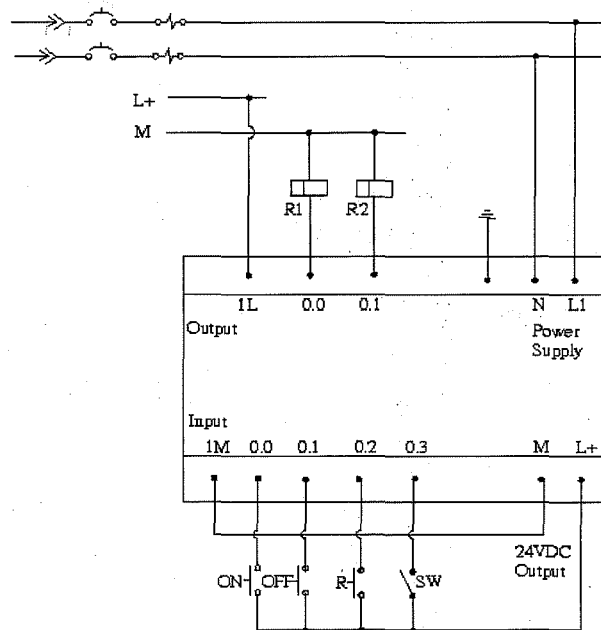 L+
M
R1 R2
1L 0.0 0.1 N L1
Output Power
Supply
Input
1M 0.0 0.1 0.2 0.3 M L+
24VDC
Output
ON OFF R SW